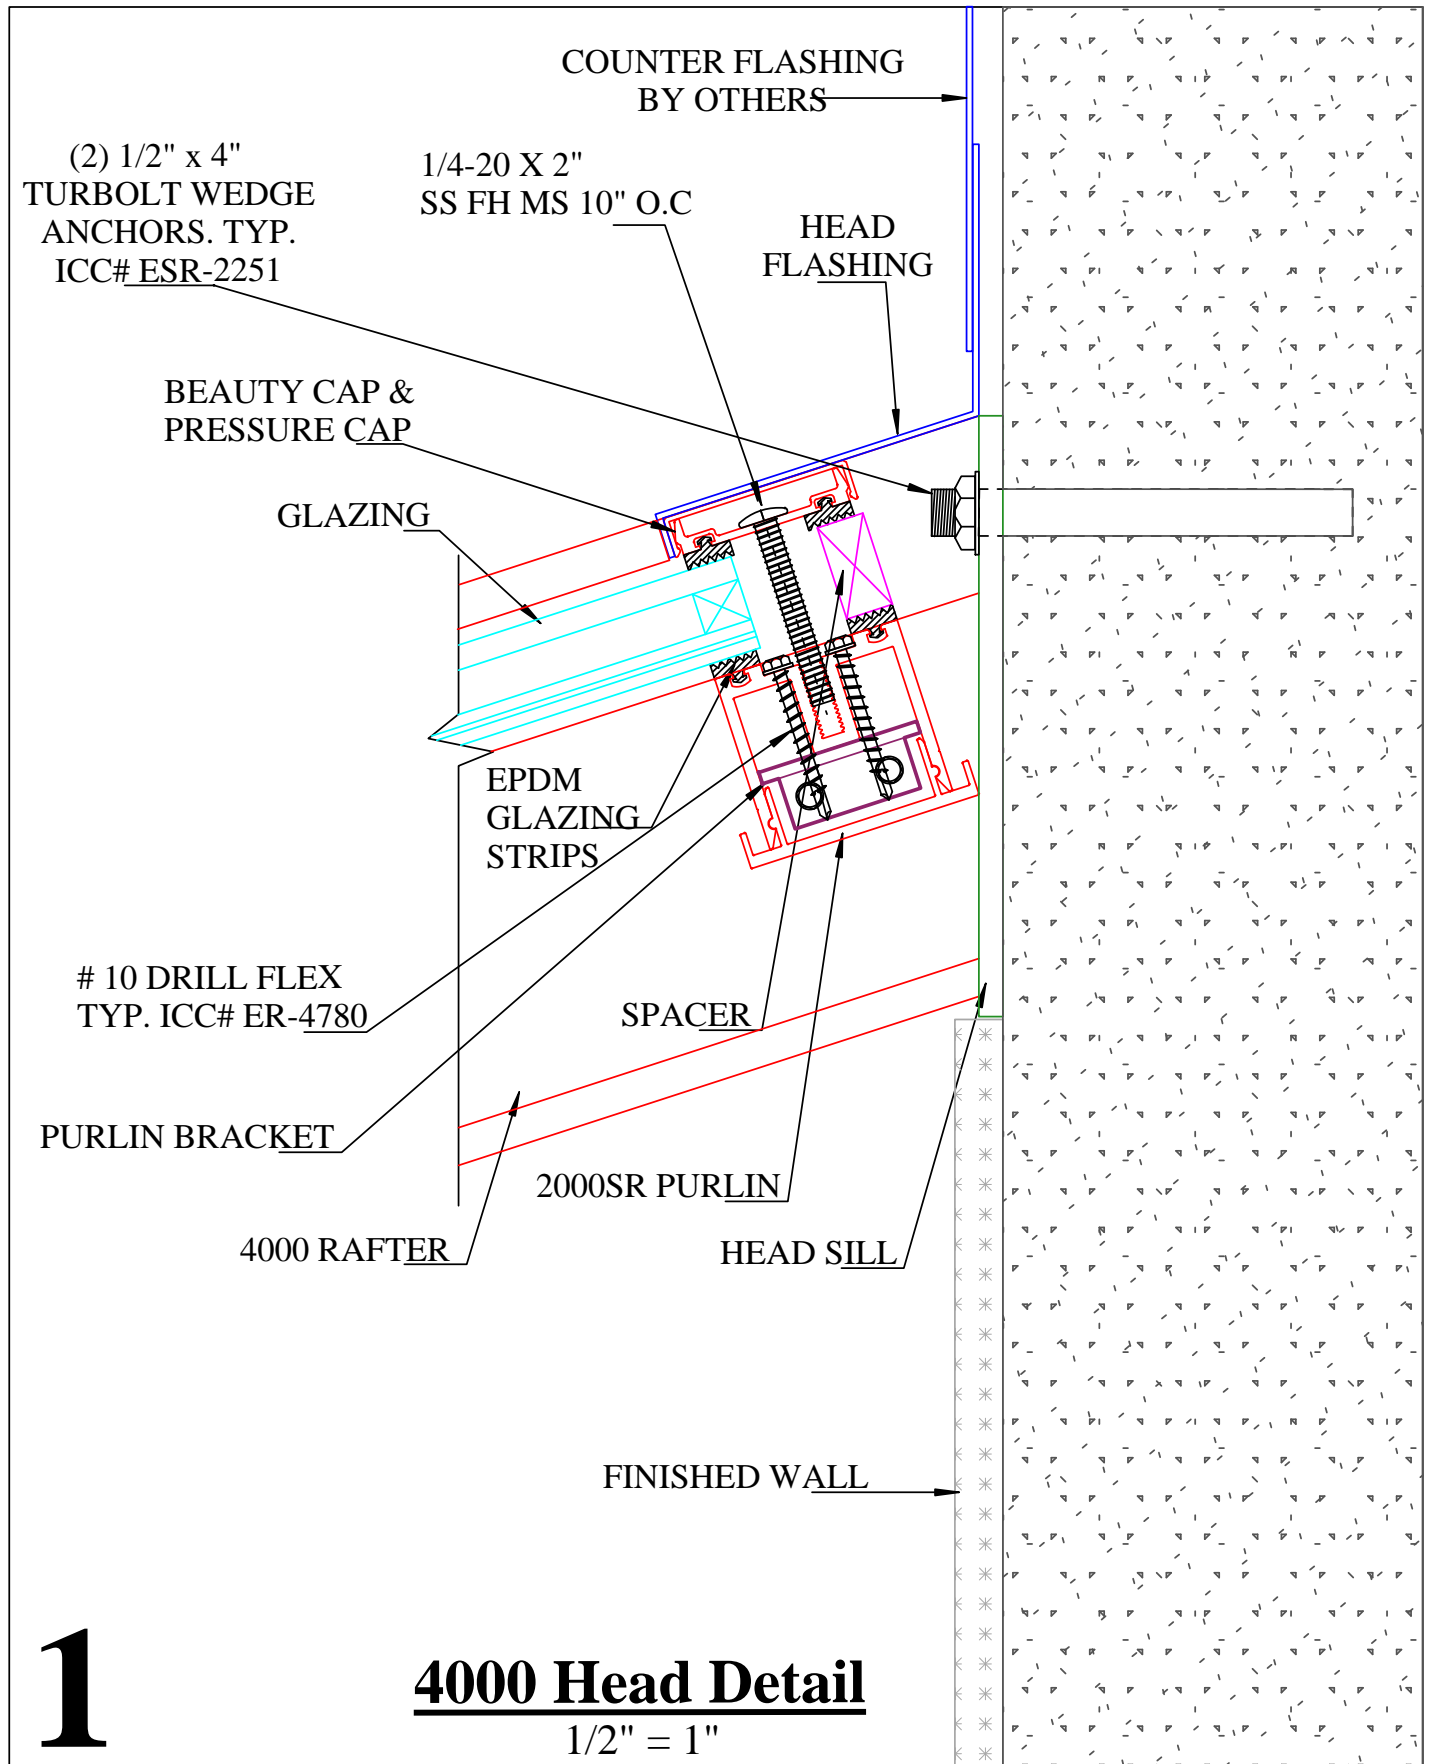 COUNTER FLASHING
BY OTHERS
(2) 1/2" x 4"
TURBOLT WEDGE
ANCHORS. TYP.
ICC# ESR-2251
1/4-20 X 2"
SS FH MS 10" O.C
HEAD
FLASHING
BEAUTY CAP &
PRESSURE CAP
GLAZING
EPDM
GLAZING
STRIPS
# 10 DRILL FLEX
TYP. ICC# ER-4780
SPACER
PURLIN BRACKET
2000SR PURLIN
4000 RAFTER
HEAD SILL
FINISHED WALL
1
4000 Head Detail
1/2" = 1"